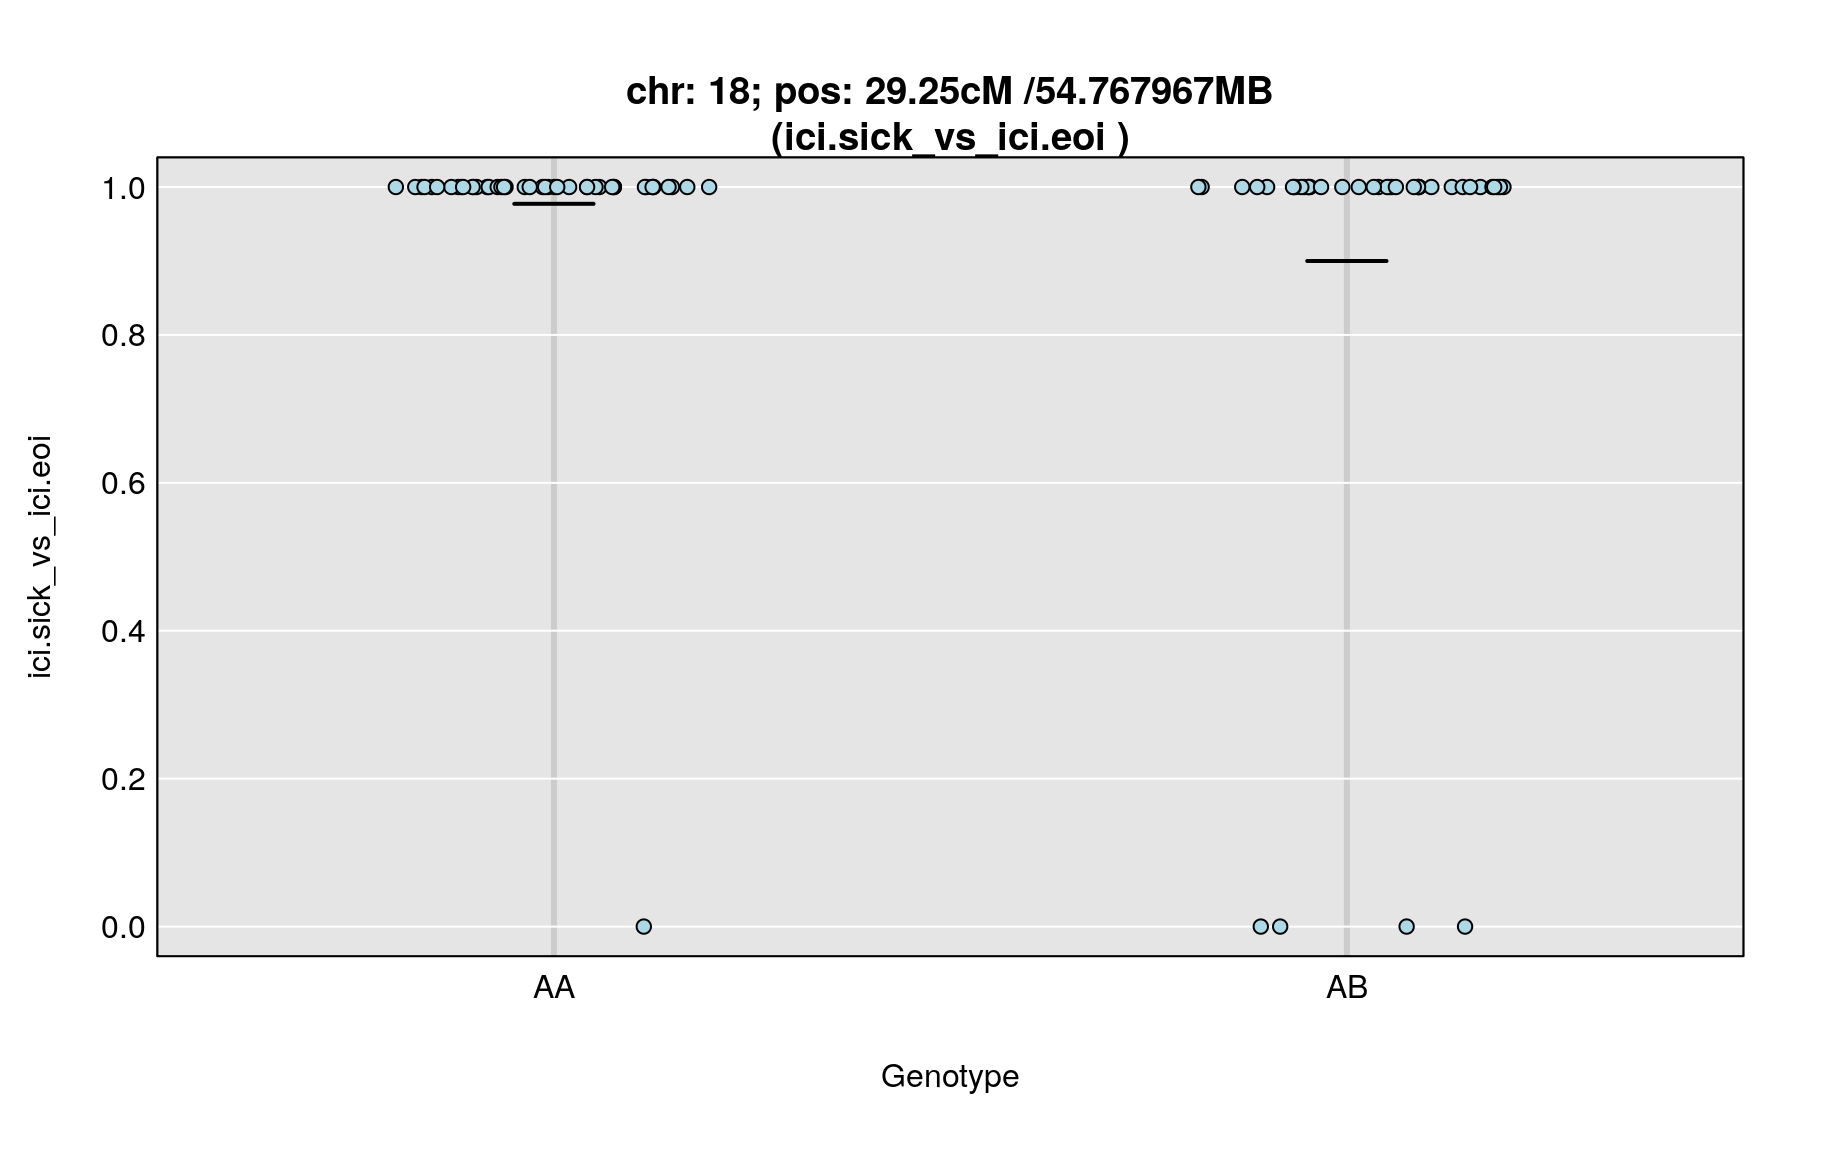 chr: 18; pos: 29.25cM /54.767967MB
(ici.sick_vs_ici.eoi )
ici.sick_vs_ici.eoi
1.0
0.8
0.6
0.4
0.2
0.0
AA
AB
Genotype